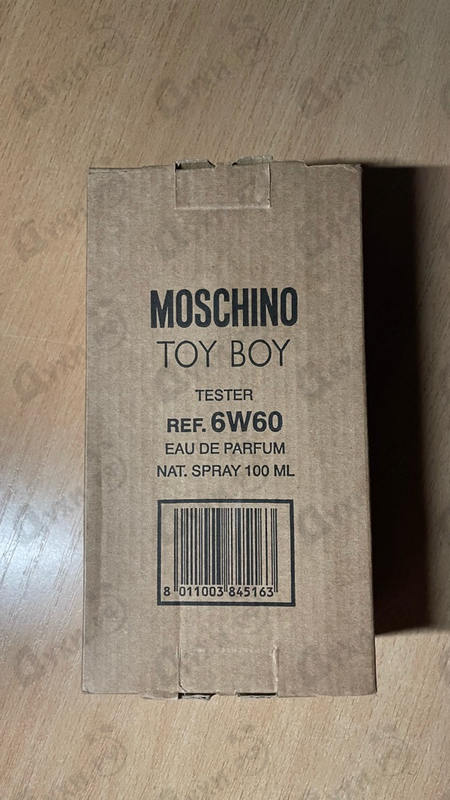 MOSCHINO
TOY BOY
TESTER
REF. 6W60
EAU DE PARFUM
NAT. SPRAY 100 ML
8 011003 845163